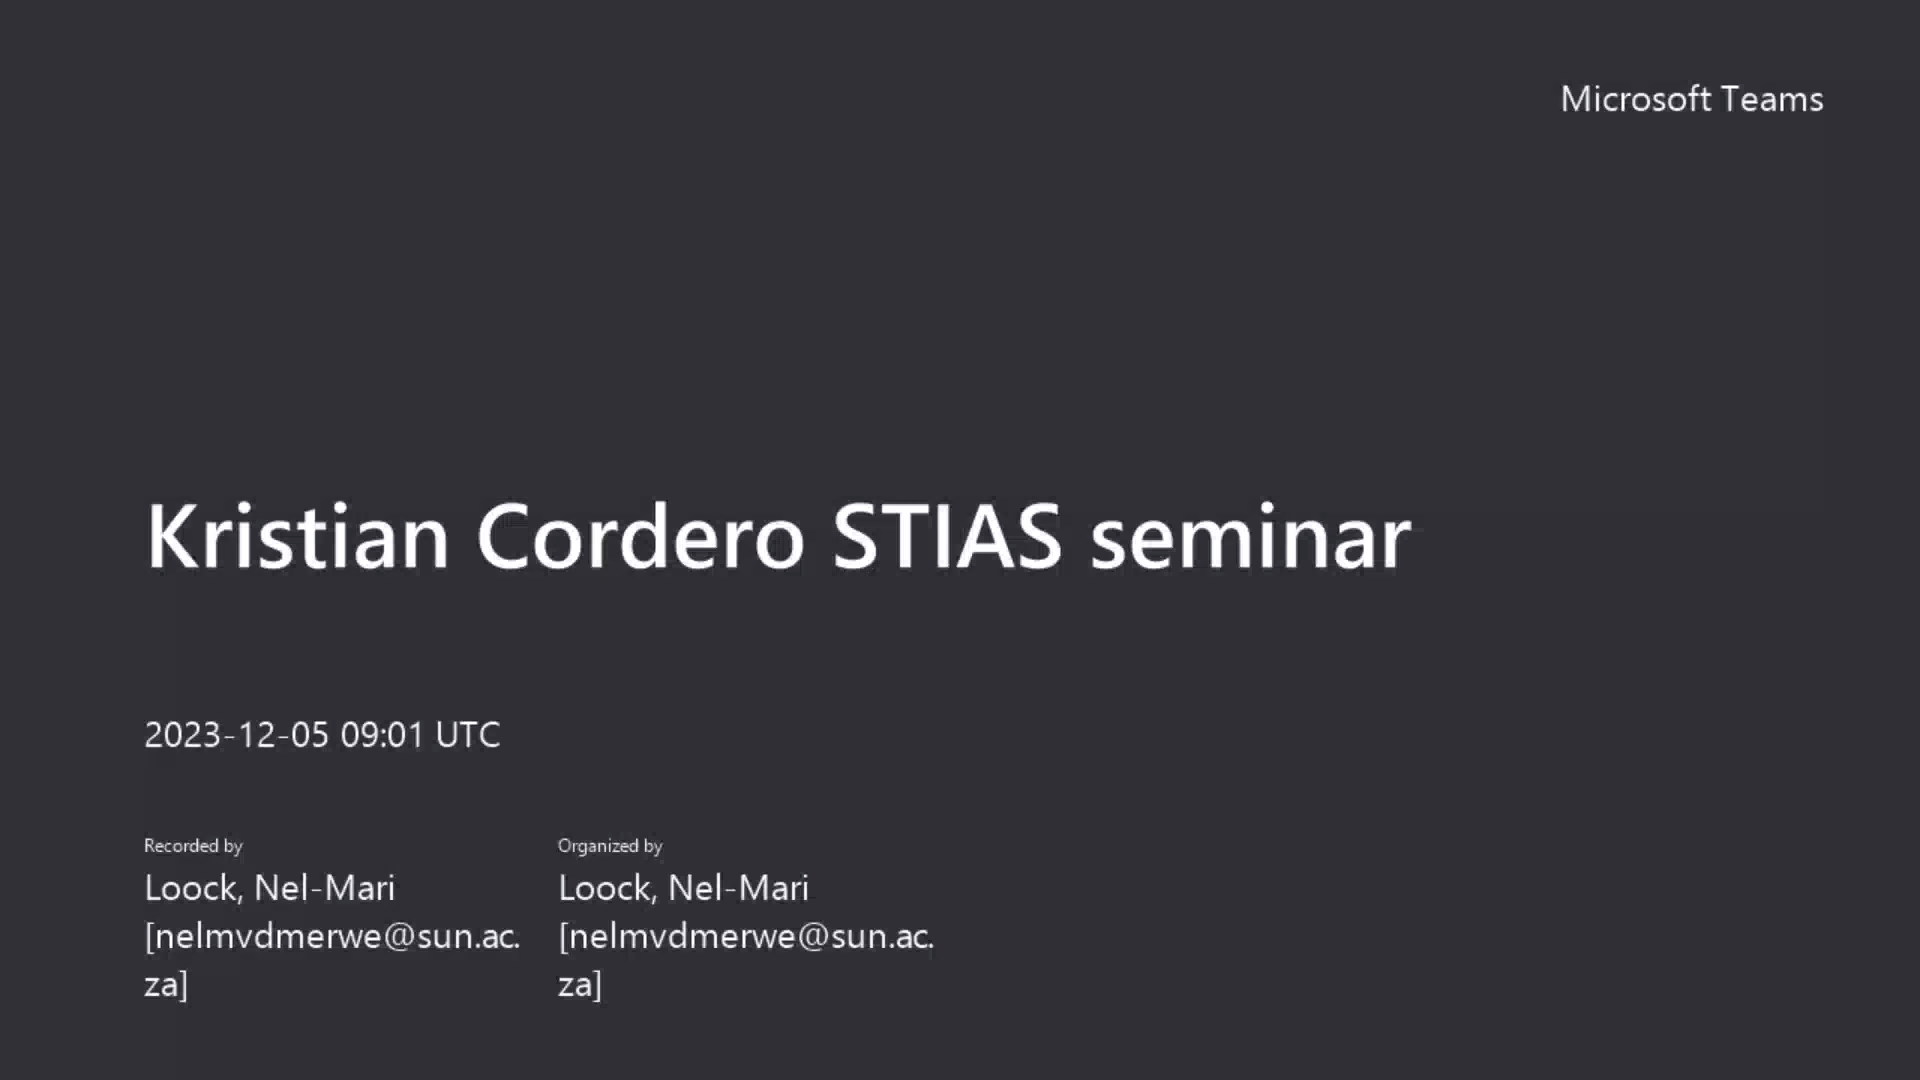 Microsoft Teams
Kristian Cordero STIAS seminar
2023-12-05 09:01 UTC
Recorded by
Loock, Nel-Mari
[nelmvdmerwe@sun.ac.
za]
Organized by
Loock, Nel-Mari
[nelmvdmerwe@sun.ac.
za]